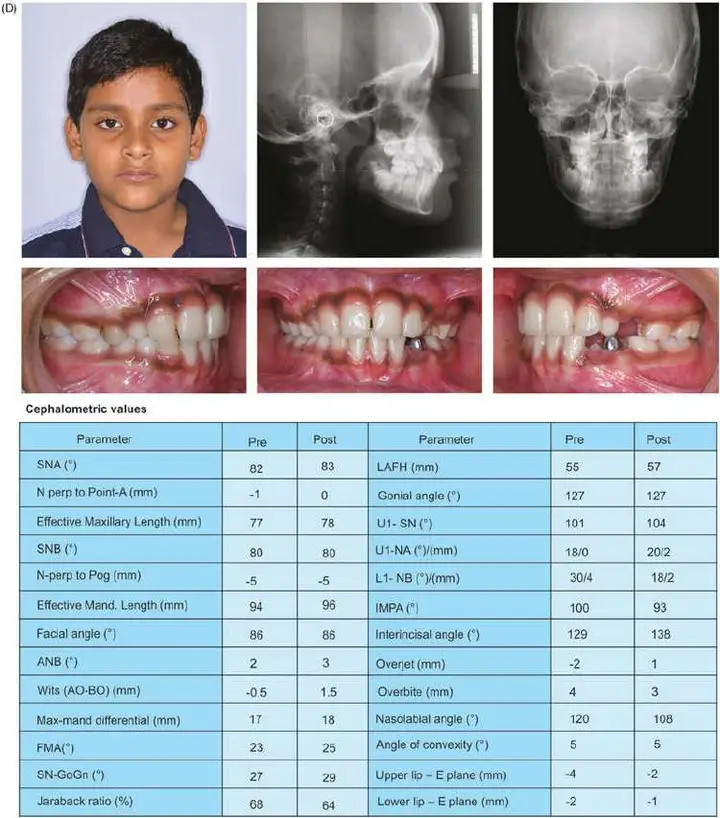 (D)
Cephalometric values
Parameter Pre Post Parameter Pre Post
SNA (°) 82 83 LAFH (mm) 55 57
N perp to Point-A (mm) -1 0 Gonial angle (°) 127 127
Effective Maxillary Length (mm) 77 78 U1- SN (°) 101 104
SNB (°) 80 80 U1-NA (°)/(mm) 18/0 20/2
N-perp to Pog (mm) -5 -5 L1- NB (°)/(mm) 30/4 18/2
Effective Mand. Length (mm) 94 96 IMPA (°) 100 93
Facial angle (°) 86 86 Interincisal angle (°) 129 138
ANB (°) 2 3 Overjet (mm) -2 1
Wits (AO-BO) (mm) -0.5 1.5 Overbite (mm) 4 3
Max-mand differential (mm) 17 18 Nasolabial angle (°) 120 108
FMA(°) 23 25 Angle of convexity (°) 5 5
SN-GoGn (°) 27 29 Upper lip – E plane (mm) -4 -2
Jaraback ratio (%) 68 64 Lower lip – E plane (mm) -2 -1